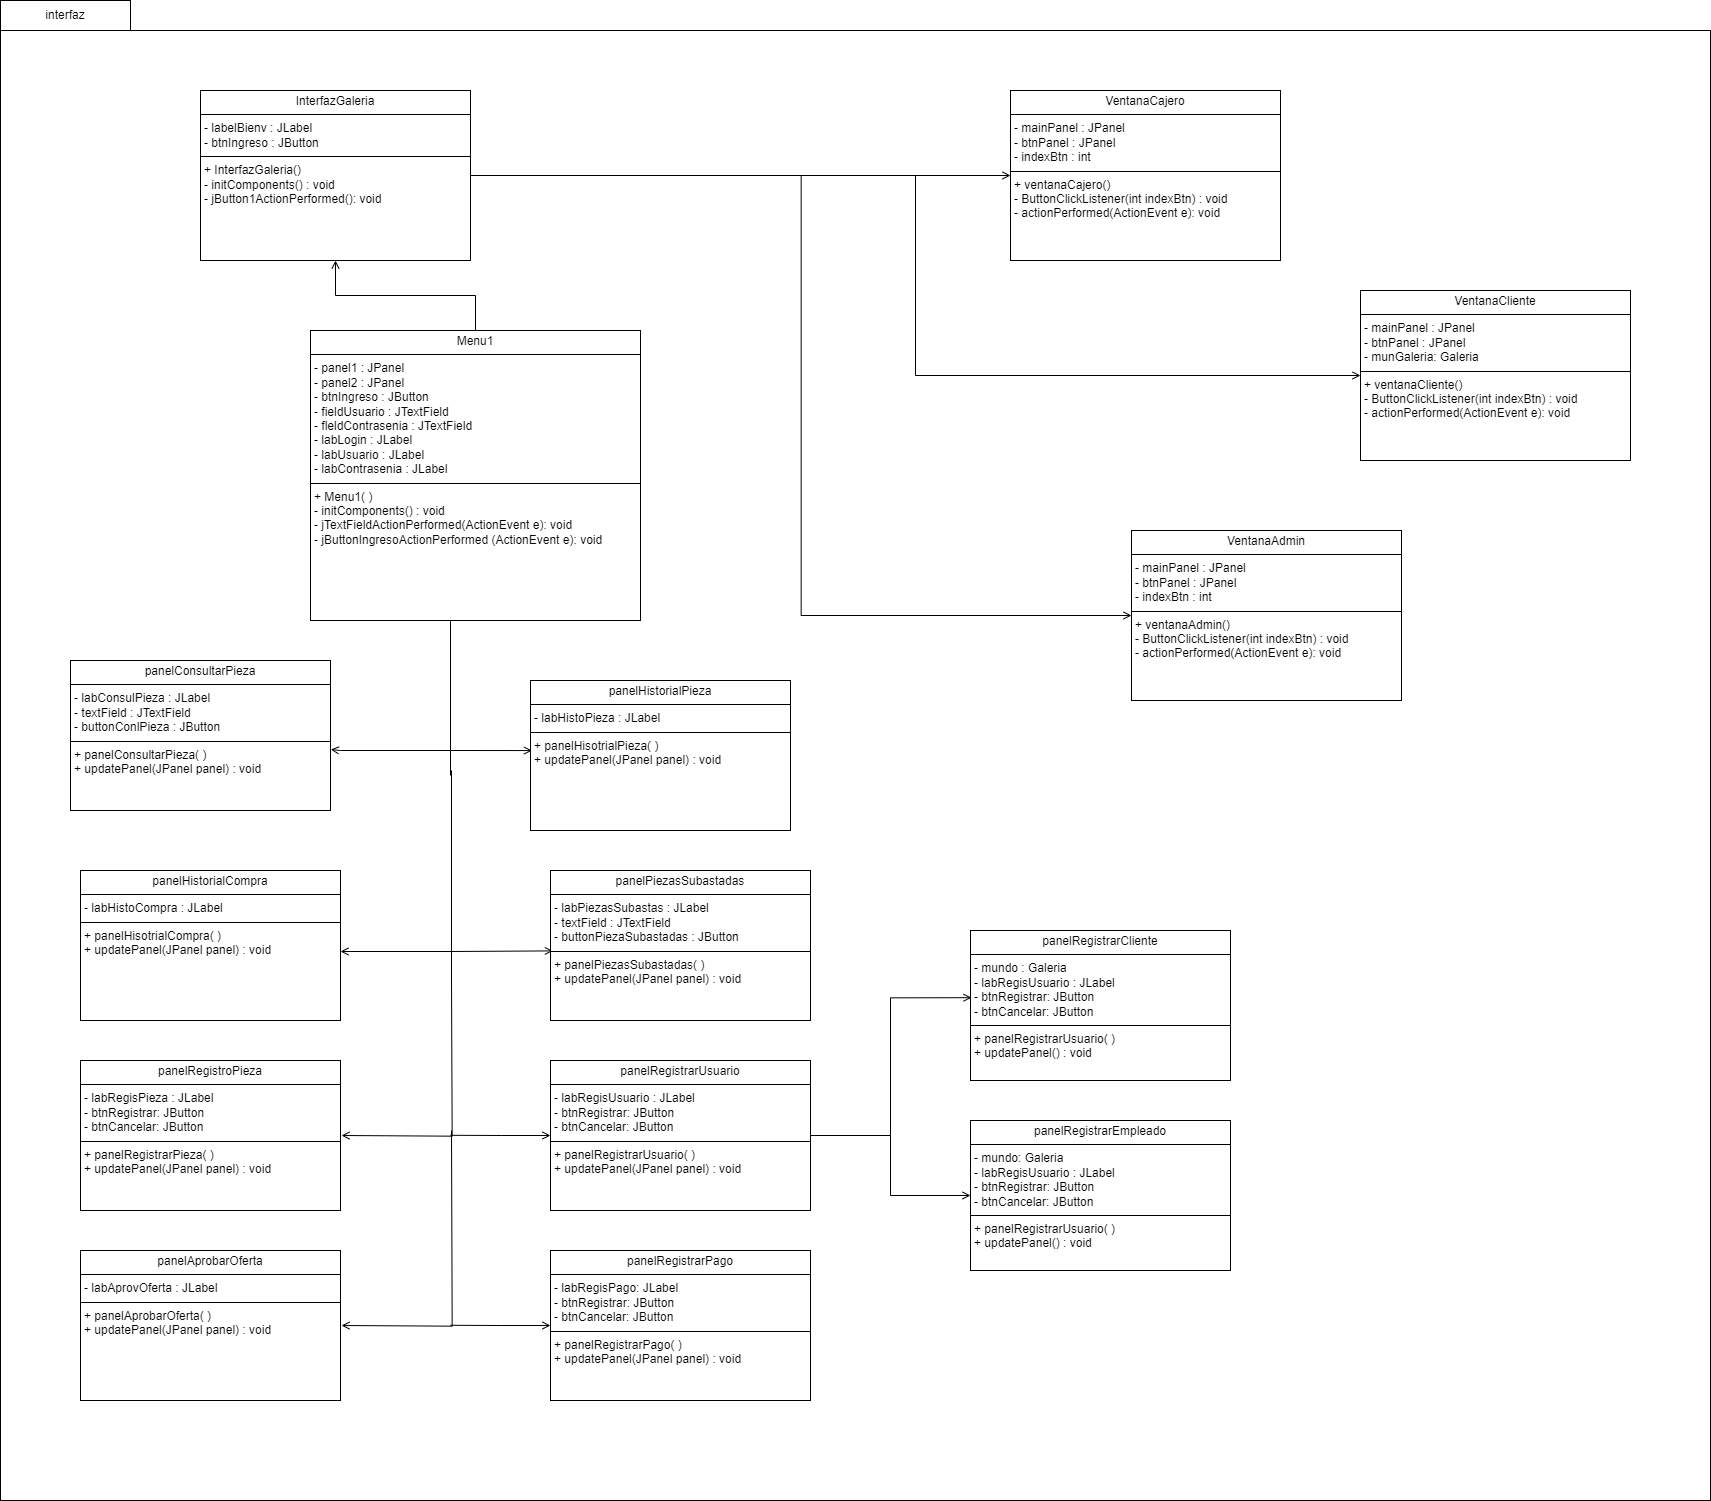 interfaz
InterfazGaleria
- labelBienv : JLabel
- btnIngreso : JButton
+ InterfazGaleria()
- initComponents() : void
- jButton1ActionPerformed(): void
VentanaCajero
- mainPanel : JPanel
- btnPanel : JPanel
- indexBtn : int
+ ventanaCajero()
- ButtonClickListener(int indexBtn) : void
- actionPerformed(ActionEvent e): void
VentanaCliente
- mainPanel : JPanel
- btnPanel : JPanel
- munGaleria: Galeria
+ ventanaCliente()
- ButtonClickListener(int indexBtn) : void
- actionPerformed(ActionEvent e): void
Menu1
- panel1 : JPanel
- panel2 : JPanel
- btnIngreso : JButton
- fieldUsuario : JTextField
- fIeldContrasenia : JTextField
- labLogin : JLabel
- labUsuario : JLabel
- labContrasenia : JLabel
+ Menu1( )
- initComponents() : void
- jTextFieldActionPerformed(ActionEvent e): void
- jButtonIngresoActionPerformed (ActionEvent e): void
VentanaAdmin
- mainPanel : JPanel
- btnPanel : JPanel
- indexBtn : int
+ ventanaAdmin()
- ButtonClickListener(int indexBtn) : void
- actionPerformed(ActionEvent e): void
panelConsultarPieza
- labConsulPieza : JLabel
- textField : JTextField
- buttonConlPieza : JButton
+ panelConsultarPieza( )
+ updatePanel(JPanel panel) : void
panelHistorialPieza
- labHistoPieza : JLabel
+ panelHisotrialPieza( )
+ updatePanel(JPanel panel) : void
panelHistorialCompra
- labHistoCompra : JLabel
+ panelHisotrialCompra( )
+ updatePanel(JPanel panel) : void
panelPiezasSubastadas
- labPiezasSubastas : JLabel
- textField : JTextField
- buttonPiezaSubastadas : JButton
+ panelPiezasSubastadas( )
+ updatePanel(JPanel panel) : void
panelRegistrarCliente
- mundo : Galeria
- labRegisUsuario : JLabel
- btnRegistrar: JButton
- btnCancelar: JButton
+ panelRegistrarUsuario( )
+ updatePanel() : void
panelRegistroPieza
- labRegisPieza : JLabel
- btnRegistrar: JButton
- btnCancelar: JButton
+ panelRegistrarPieza( )
+ updatePanel(JPanel panel) : void
panelRegistrarUsuario
- labRegisUsuario : JLabel
- btnRegistrar: JButton
- btnCancelar: JButton
+ panelRegistrarUsuario( )
+ updatePanel(JPanel panel) : void
panelRegistrarEmpleado
- mundo: Galeria
- labRegisUsuario : JLabel
- btnRegistrar: JButton
- btnCancelar: JButton
+ panelRegistrarUsuario( )
+ updatePanel() : void
panelAprobarOferta
- labAprovOferta : JLabel
+ panelAprobarOferta( )
+ updatePanel(JPanel panel) : void
panelRegistrarPago
- labRegisPago: JLabel
- btnRegistrar: JButton
- btnCancelar: JButton
+ panelRegistrarPago( )
+ updatePanel(JPanel panel) : void